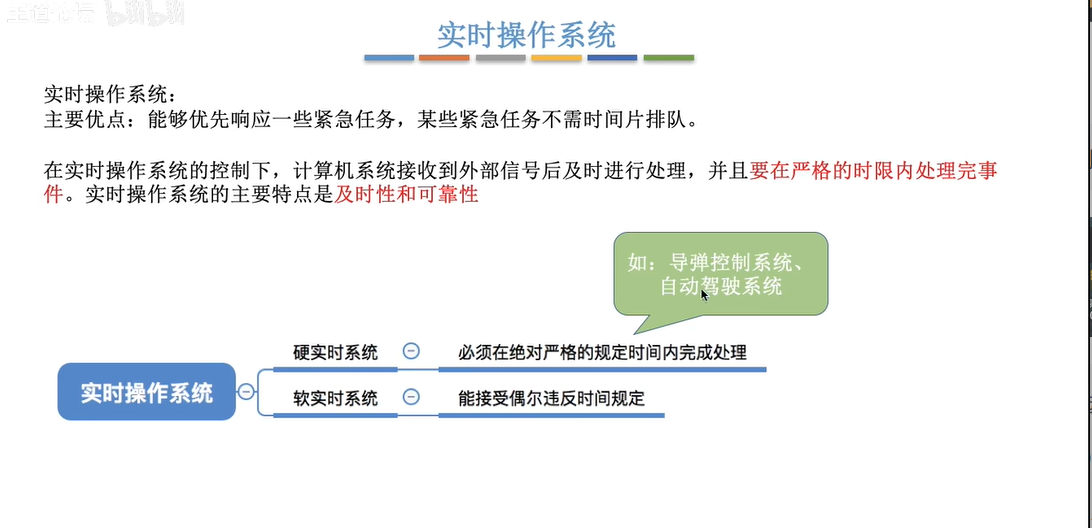 实时操作系统
实时操作系统：
主要优点：能够优先响应一些紧急任务，某些紧急任务不需时间片排队。
在实时操作系统的控制下，计算机系统接收到外部信号后及时进行处理，并且要在严格的时限内处理完事
件。实时操作系统的主要特点是及时性和可靠性
如：导弹控制系统、
自动驾驶系统
硬实时系统
必须在绝对严格的规定时间内完成处理
实时操作系统
软实时系统
能接受偶尔违反时间规定